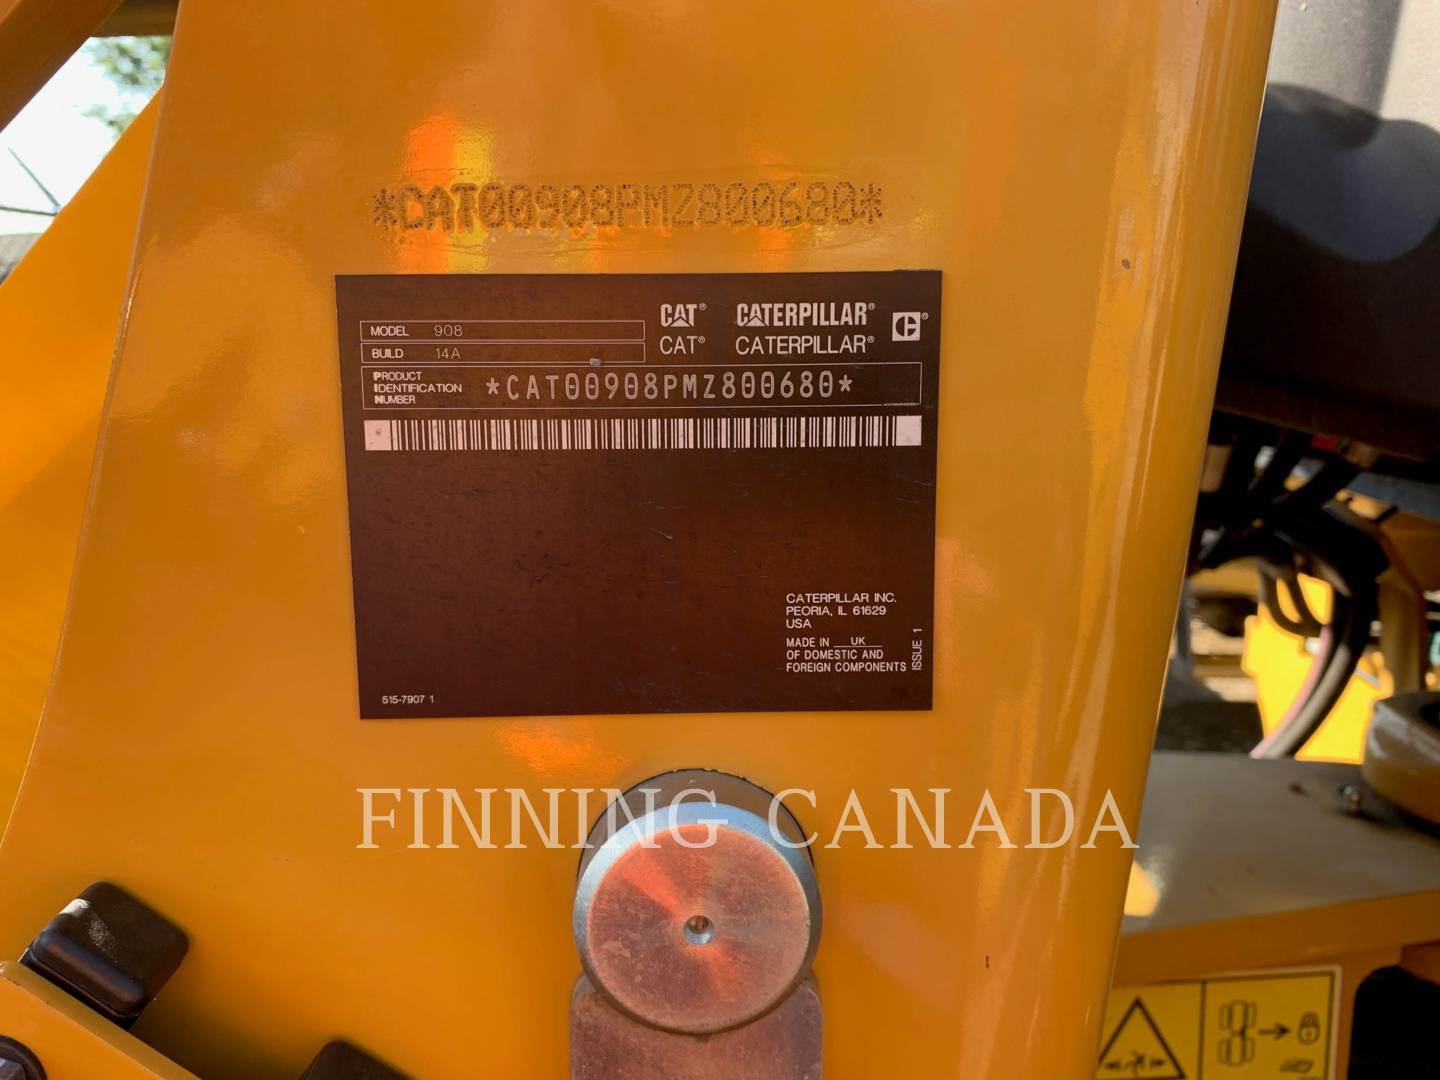 *CAT00908PMZ800680*
CAT® CATERPILLAR®
CAT® CATERPILLAR®
MODEL 908
BUILD 14A
PRODUCT IDENTIFICATION NUMBER *CAT00908PMZ800680*
CATERPILLAR INC.
PEORIA, IL 61629
USA
MADE IN UK
OF DOMESTIC AND
FOREIGN COMPONENTS
ISSUE 1
515-7907 1
FINNING CANADA